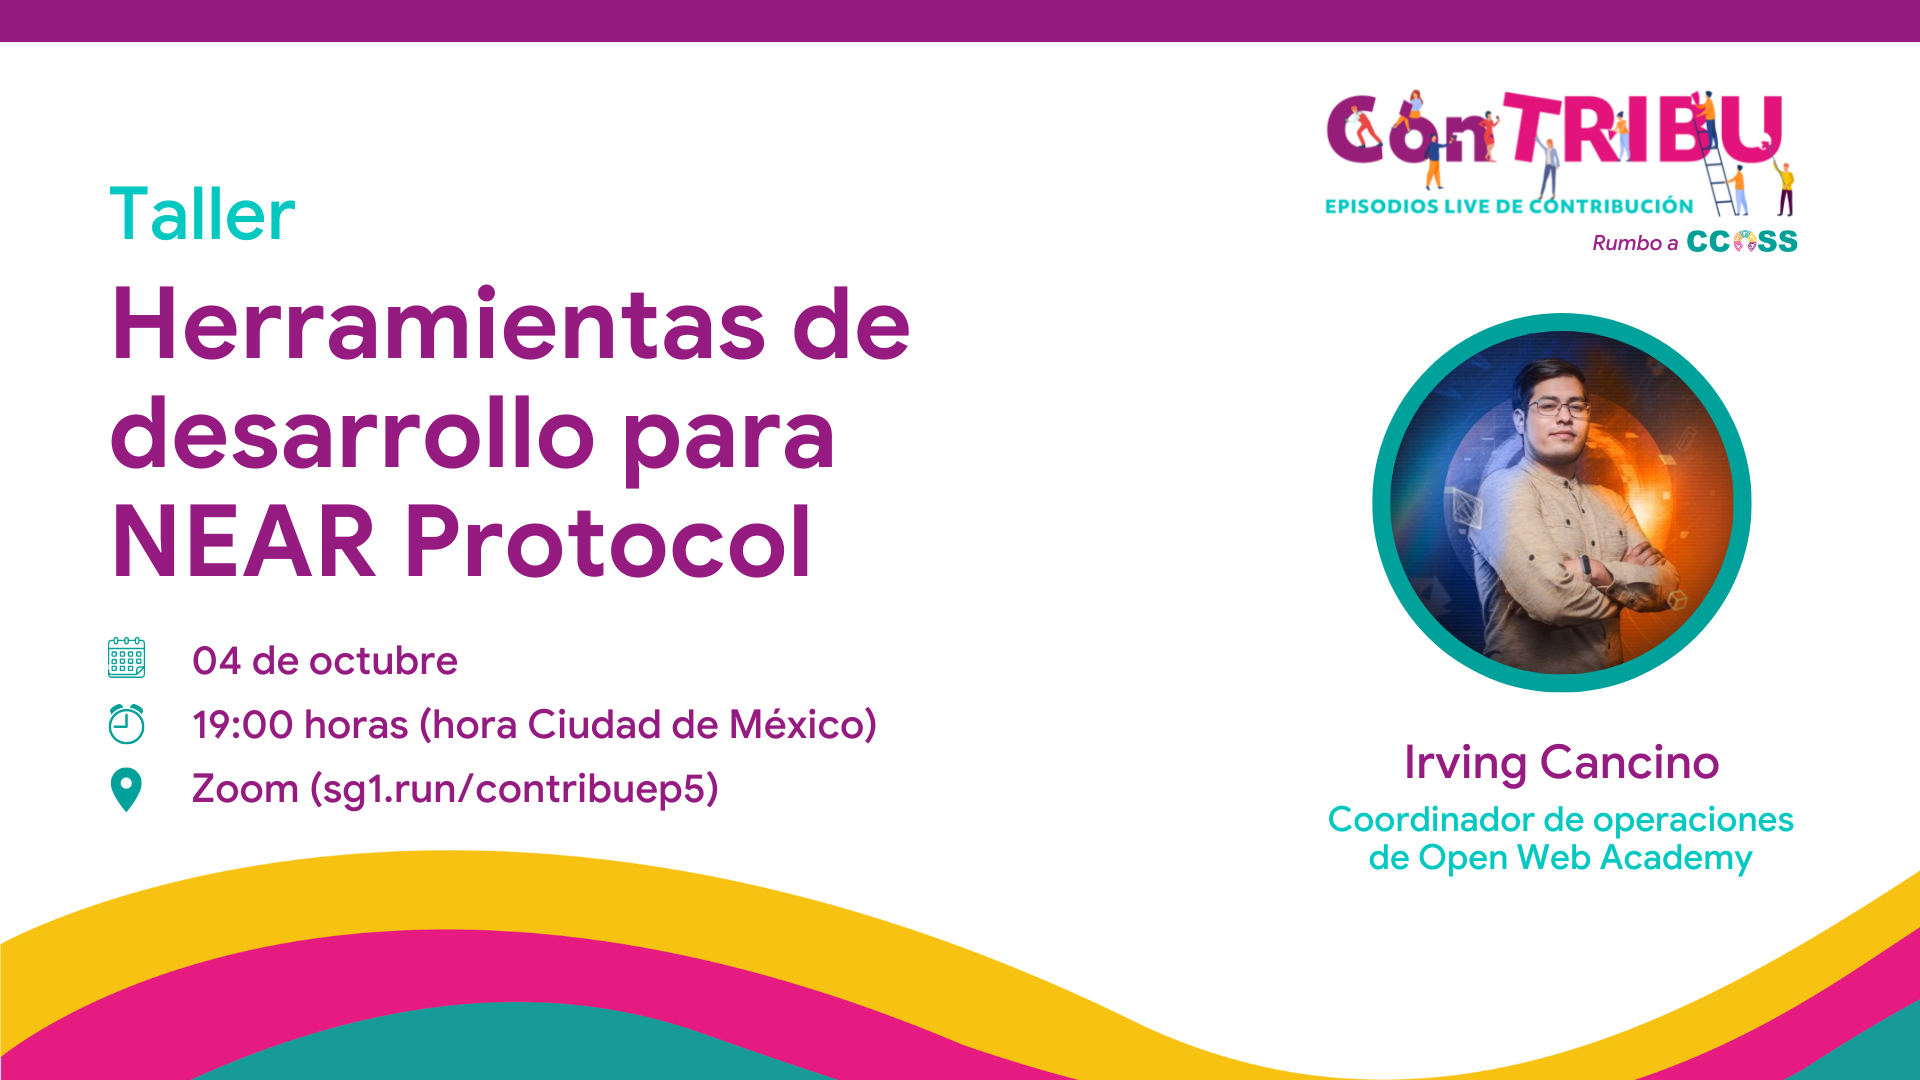 ConTRIBU
EPISODIOS LIVE DE CONTRIBUCIÓN
Rumbo a CCOSS
Taller
Herramientas de
desarrollo para
NEAR Protocol
04 de octubre
19:00 horas (hora Ciudad de México)
Zoom (sg1.run/contribuep5)
Irving Cancino
Coordinador de operaciones
de Open Web Academy